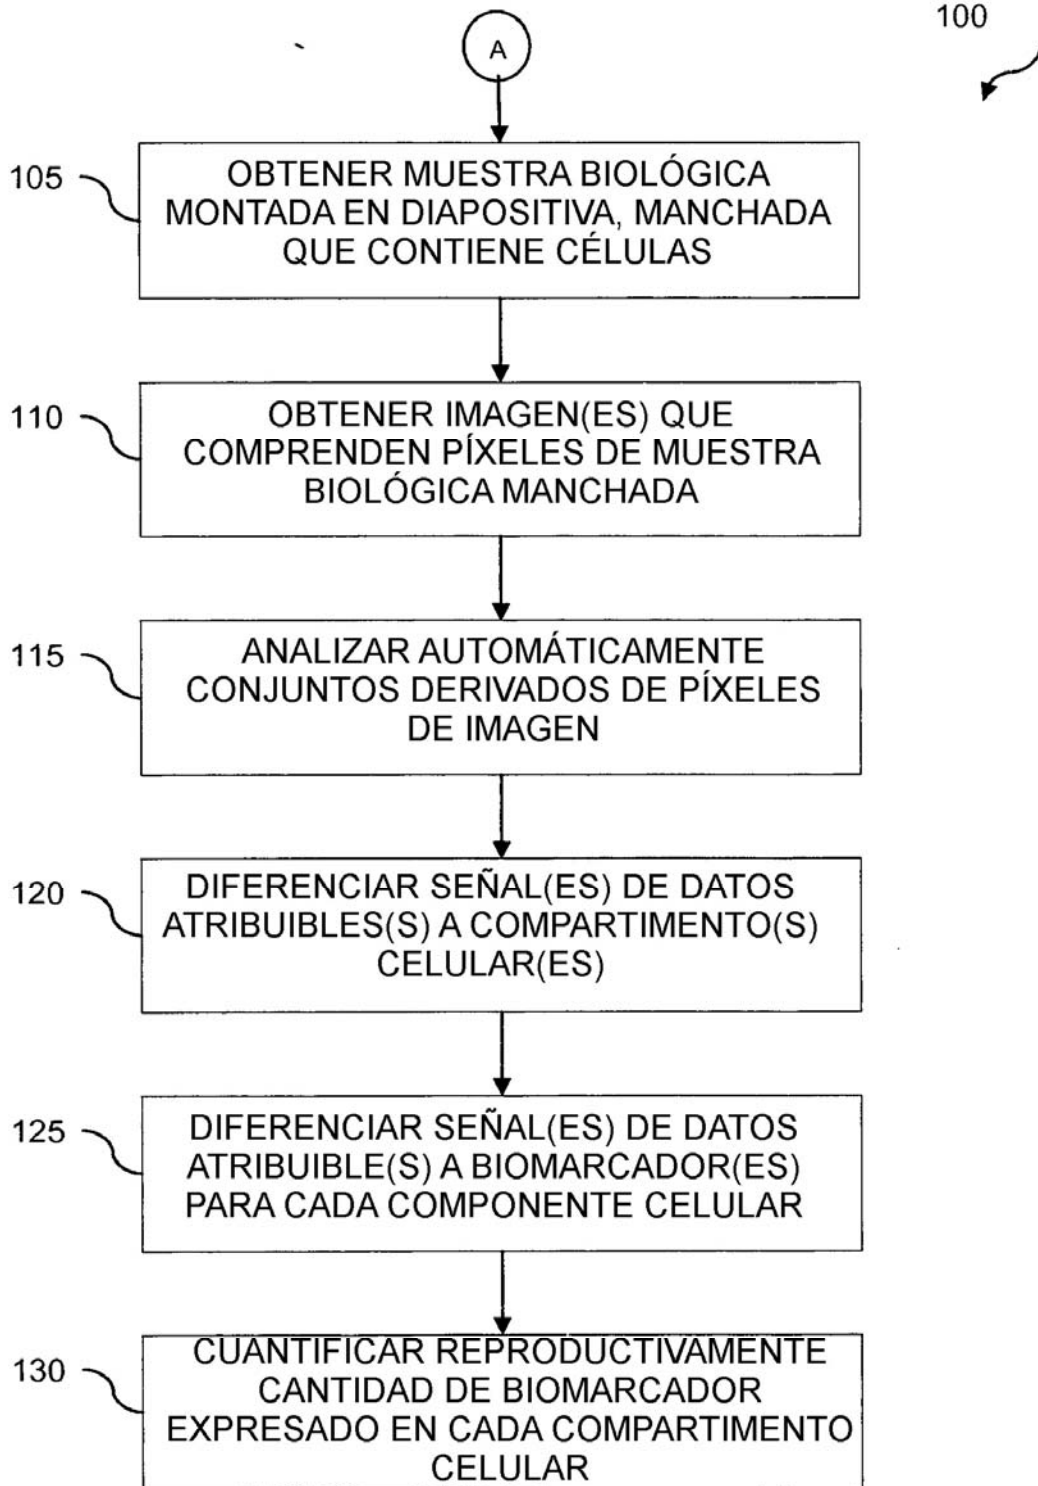 100
A
105
OBTENER MUESTRA BIOLÓGICA
MONTADA EN DIAPOSITIVA, MANCHADA
QUE CONTIENE CÉLULAS
110
OBTENER IMAGEN(ES) QUE
COMPRENDEN PÍXELES DE MUESTRA
BIOLÓGICA MANCHADA
115
ANALIZAR AUTOMÁTICAMENTE
CONJUNTOS DERIVADOS DE PÍXELES
DE IMAGEN
120
DIFERENCIAR SEÑAL(ES) DE DATOS
ATRIBUIBLES(S) A COMPARTIMENTO(S)
CELULAR(ES)
125
DIFERENCIAR SEÑAL(ES) DE DATOS
ATRIBUIBLE(S) A BIOMARCADOR(ES)
PARA CADA COMPONENTE CELULAR
130
CUANTIFICAR REPRODUCTIVAMENTE
CANTIDAD DE BIOMARCADOR
EXPRESADO EN CADA COMPARTIMENTO
CELULAR